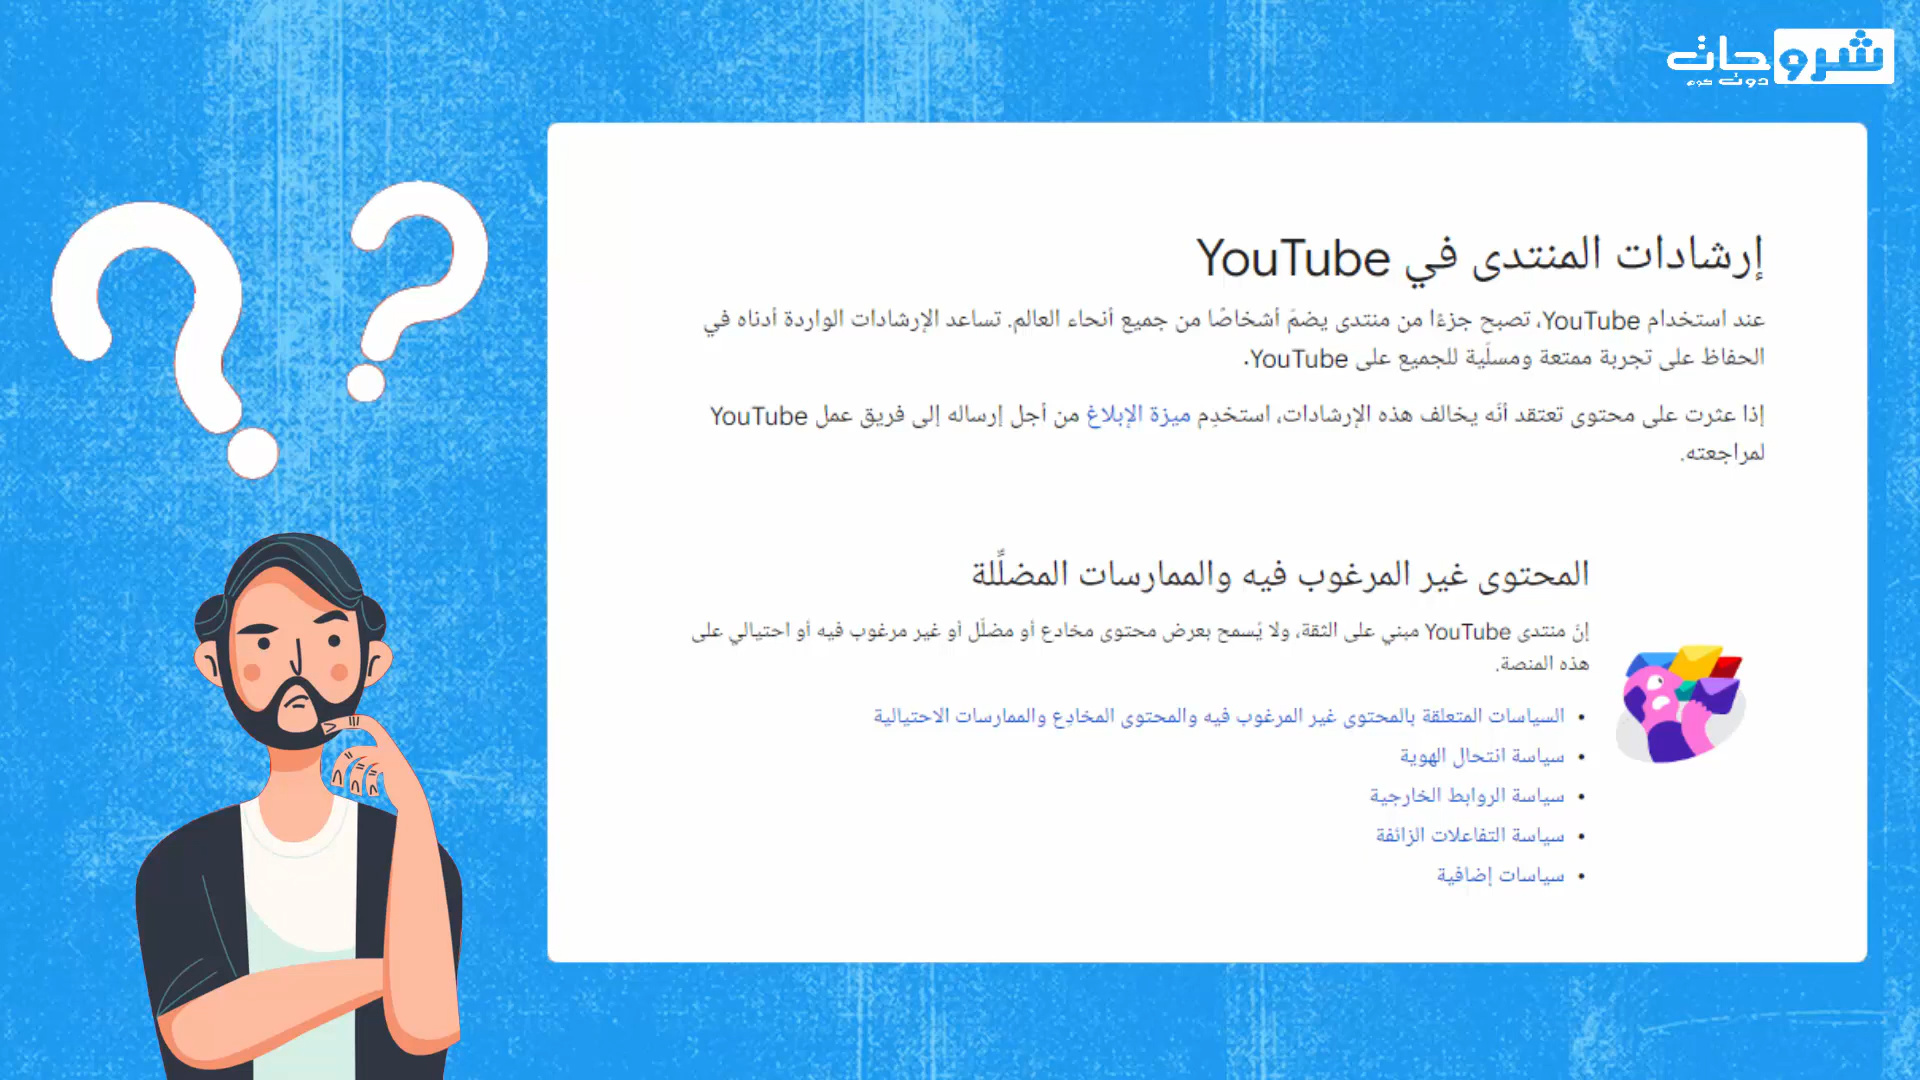 شروحات
دوت كوم
إرشادات المنتدى في YouTube
عند استخدام YouTube، تصبح جزءًا من منتدى يضمّ أشخاصًا من جميع أنحاء العالم. تساعد الإرشادات الواردة أدناه في
الحفاظ على تجربة ممتعة ومسلّية للجميع على YouTube.
إذا عثرت على محتوى تعتقد أنّه يخالف هذه الإرشادات، استخدِم ميزة الإبلاغ من أجل إرساله إلى فريق عمل YouTube
لمراجعته.
المحتوى غير المرغوب فيه والممارسات المضلِّلة
إنّ منتدى YouTube مبني على الثقة، ولا يُسمح بعرض محتوى مخادع أو مضلّل أو غير مرغوب فيه أو احتيالي على
هذه المنصة.
• السياسات المتعلقة بالمحتوى غير المرغوب فيه والمحتوى المخادِع والممارسات الاحتيالية
• سياسة انتحال الهوية
• سياسة الروابط الخارجية
• سياسة التفاعلات الزائفة
• سياسات إضافية